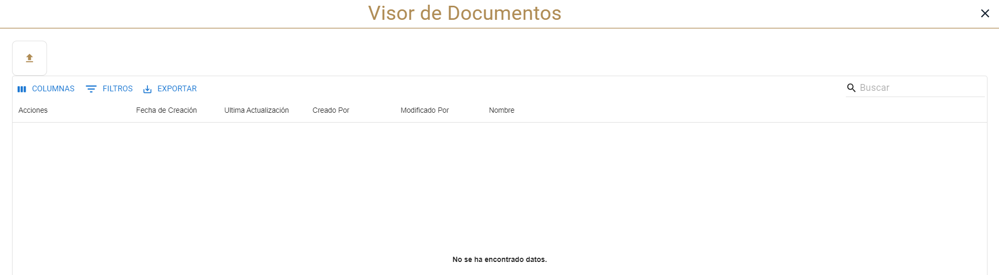 Visor de Documentos
COLUMNAS FILTROS EXPORTAR Buscar
Acciones Fecha de Creación Ultima Actualización Creado Por Modificado Por Nombre
No se ha encontrado datos.